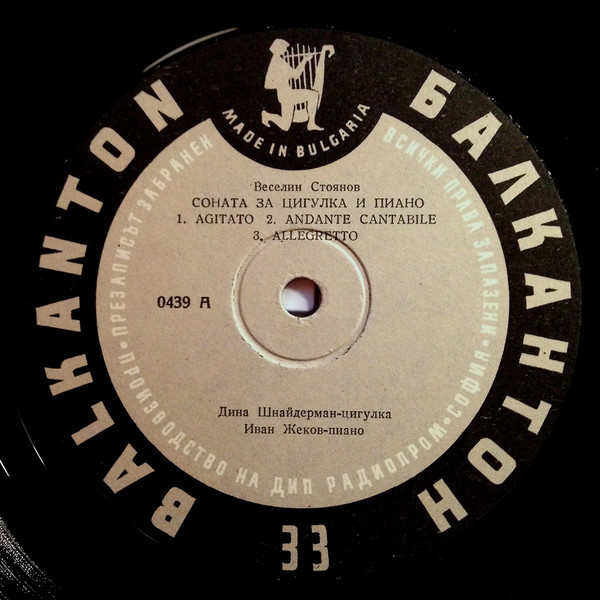 MADE IN BULGARIA
BALKANTON
БАЛКАНТОН
ПРОИЗВОДСТВО НА ДИП РАДИОПРОМ•СОФИЯ•ПРЕЗАПИСЪТ ЗАБРАНЕН
ВСИЧКИ ПРАВА ЗАПАЗЕНИ
Веселин Стоянов
СОНАТА ЗА ЦИГУЛКА И ПИАНО
1. AGITATO 2. ANDANTE CANTABILE
3. ALLEGRETTO
0439 А
Дина Шнайдерман-цигулка
Иван Жеков-пиано
33